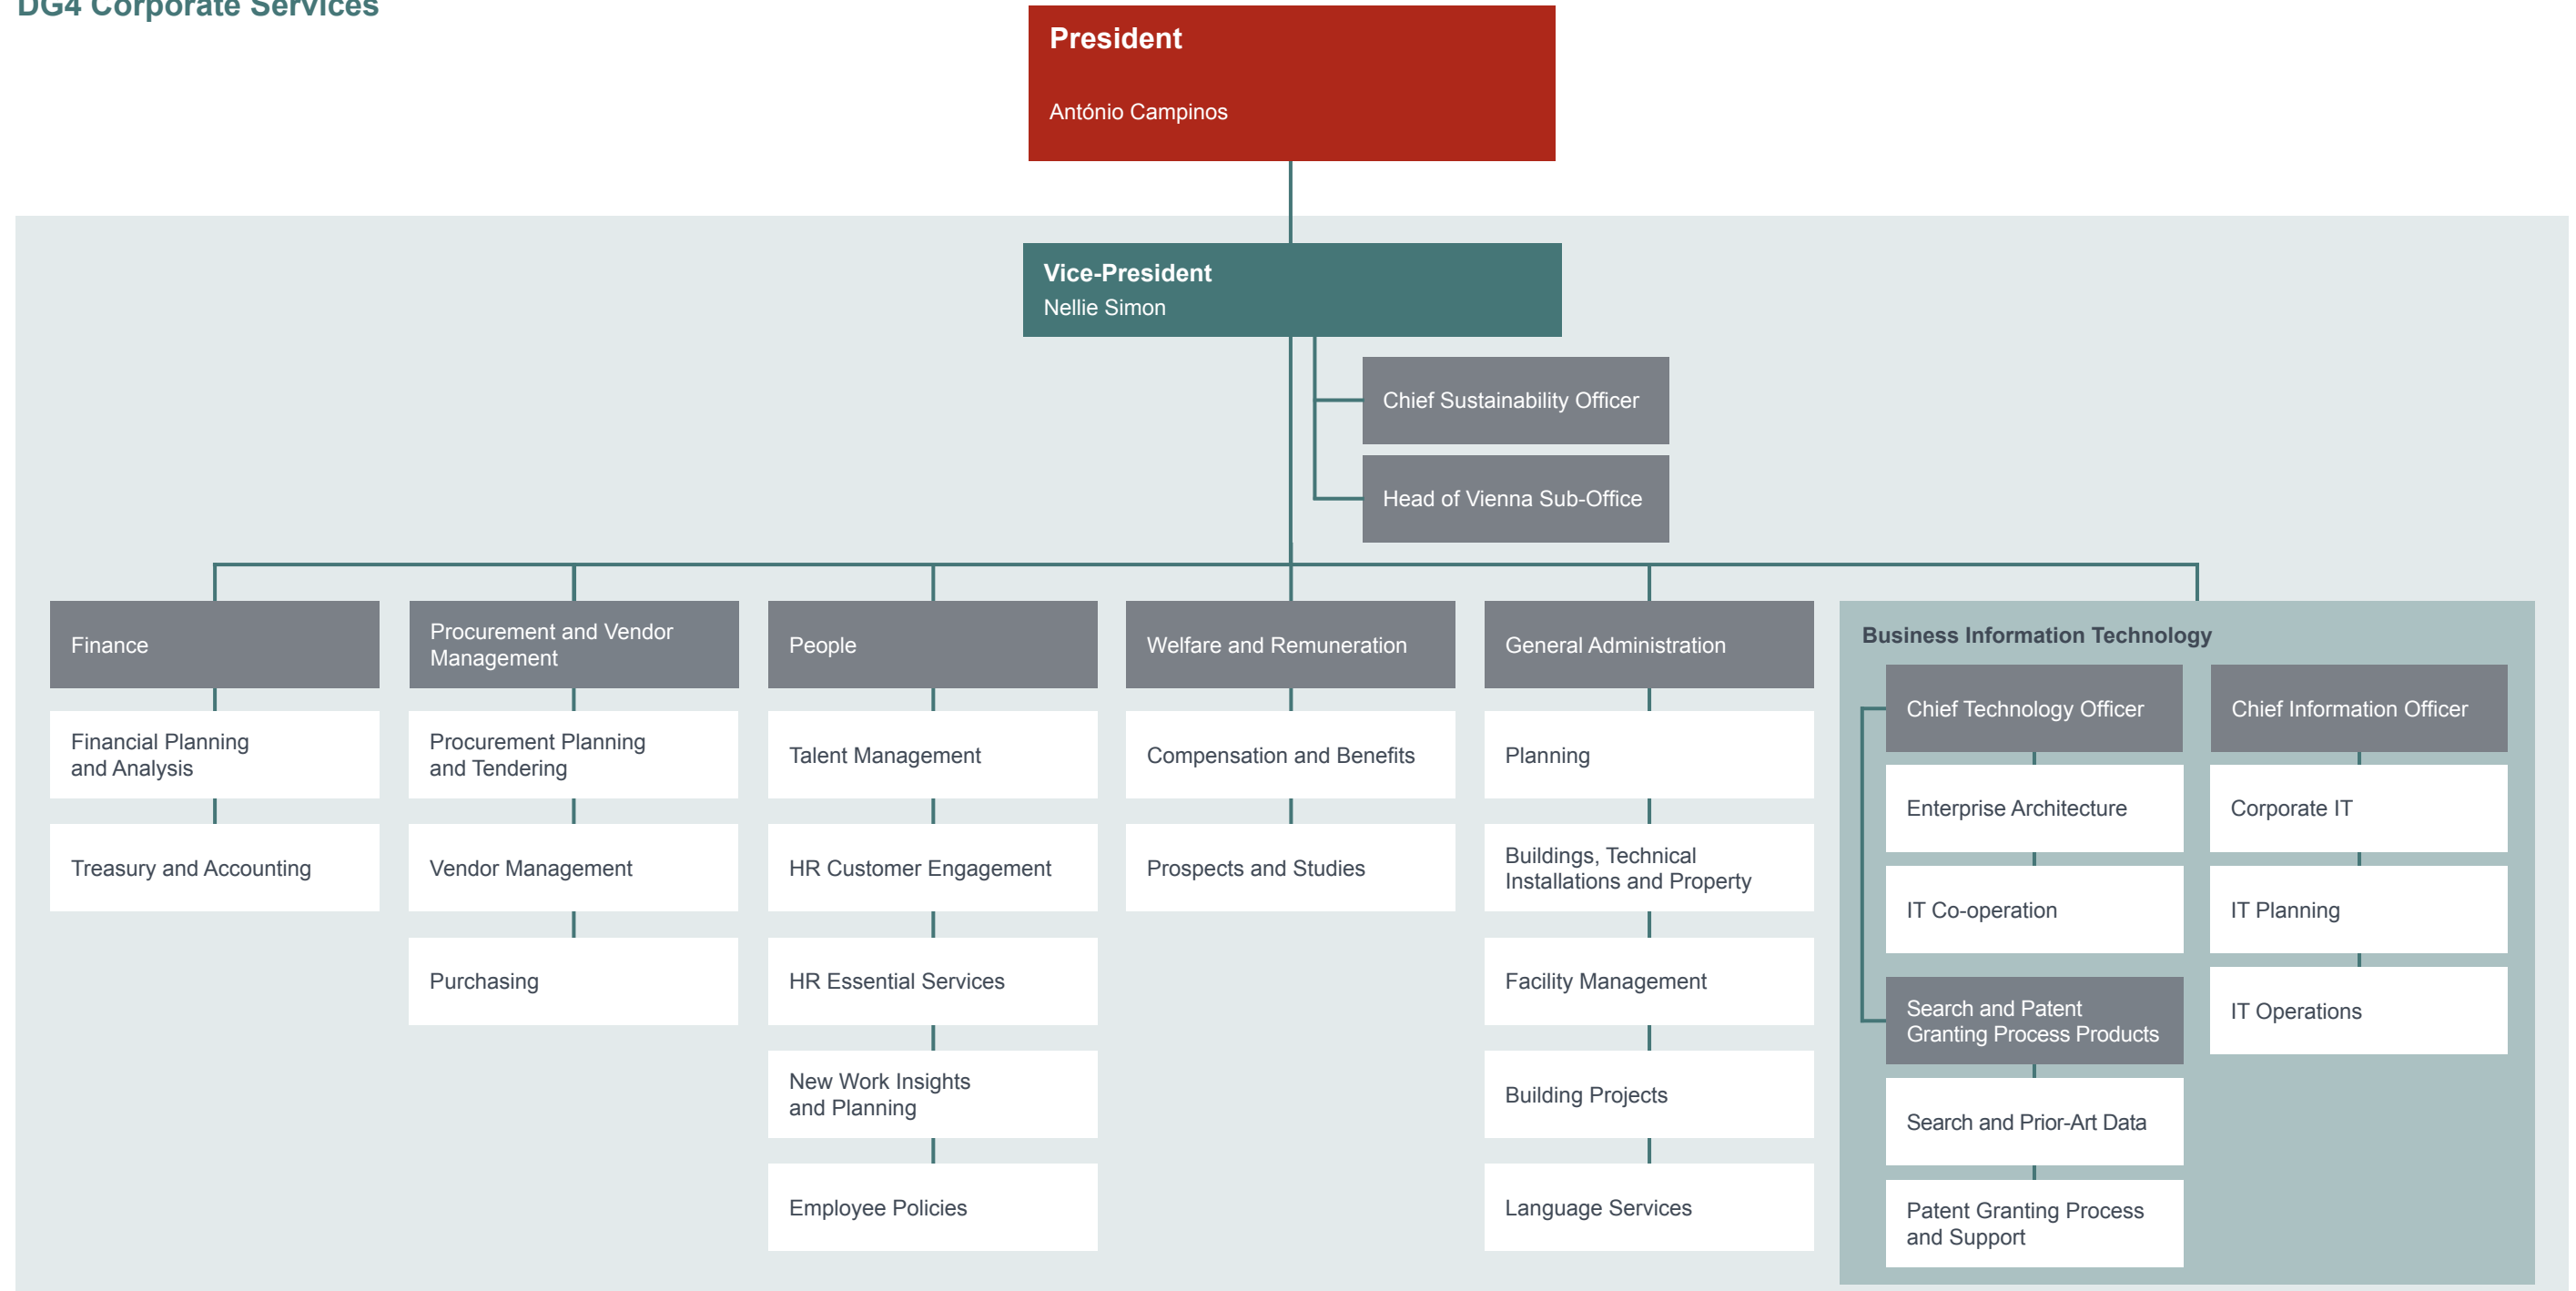 DG4 Corporate Services
President
António Campinos
Vice-President
Nellie Simon
Chief Sustainability Officer
Head of Vienna Sub-Office
Finance
Financial Planning
and Analysis
Treasury and Accounting
Procurement and Vendor
Management
Procurement Planning
and Tendering
Vendor Management
Purchasing
People
Talent Management
HR Customer Engagement
HR Essential Services
New Work Insights
and Planning
Employee Policies
Welfare and Remuneration
Compensation and Benefits
Prospects and Studies
General Administration
Planning
Buildings, Technical
Installations and Property
Facility Management
Building Projects
Language Services
Business Information Technology
Chief Technology Officer
Enterprise Architecture
IT Co-operation
Search and Patent
Granting Process Products
Search and Prior-Art Data
Patent Granting Process
and Support
Chief Information Officer
Corporate IT
IT Planning
IT Operations